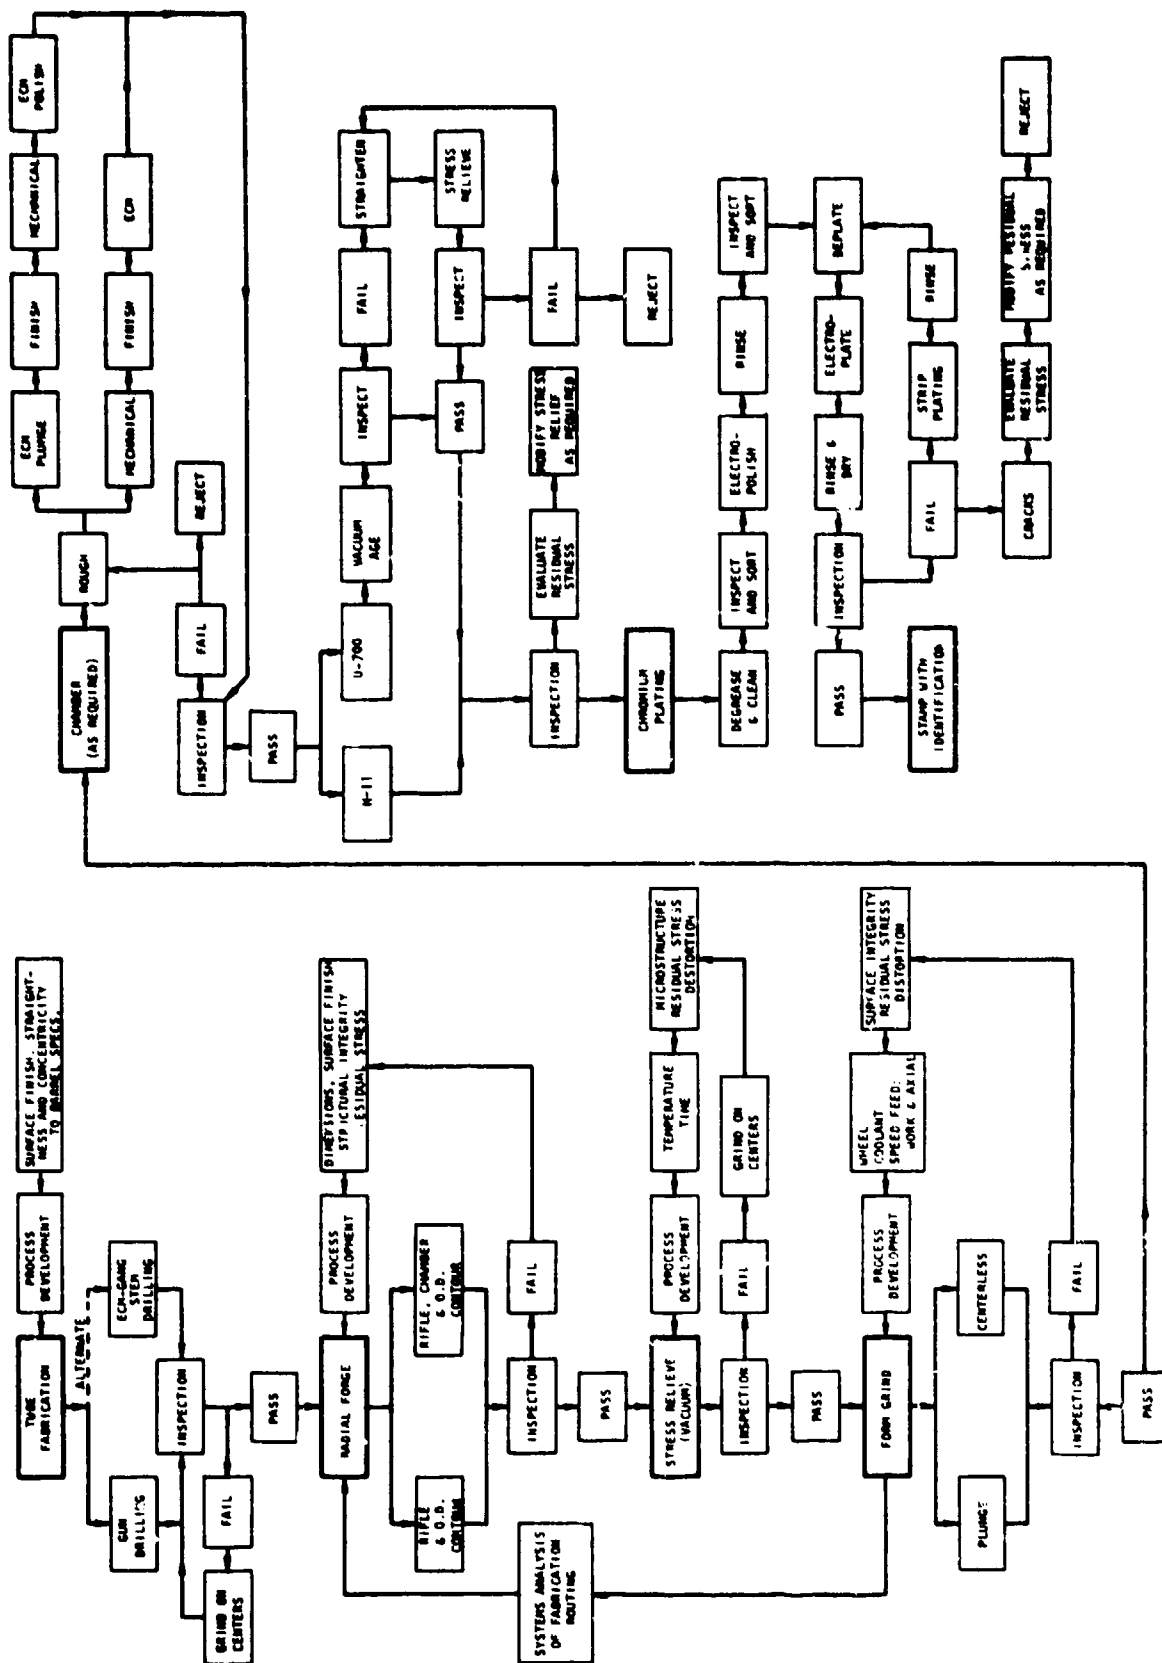 TUBE
FABRICATION
PROCESS
DEVELOPMENT
SURFACE FINISH, STRAIGHT-
NESS AND CONCENTRICITY
TO BARREL SPECS.
ALTERNATE
GUN
DRILLING
ECM-GANG
STEM
DRILLING
INSPECTION
FAIL
GRIND ON
CENTERS
PASS
RADIAL FORGE
PROCESS
DEVELOPMENT
DIMENSIONS, SURFACE FINISH
STRUCTURAL INTEGRITY
RESIDUAL STRESS
RIFLE
& O.D.
CONTOUR
RIFLE, CHAMBER
& O.D.
CONTOUR
INSPECTION
FAIL
PASS
SYSTEMS ANALYSIS
OF FABRICATION
ROUTING
STRESS RELIEVE
(VACUUM)
PROCESS
DEVELOPMENT
TEMPERATURE
TIME
MICROSTRUCTURE
RESIDUAL STRESS
DESTORTION
INSPECTION
FAIL
GRIND ON
CENTERS
PASS
FORM GRIND
PROCESS
DEVELOPMENT
WHEEL
COOLANT
SPEED FEED:
WORK & AXIAL
SURFACE INTEGRITY
RESIDUAL STRESS
DISTORTION
PLUNGE
CENTERLESS
INSPECTION
FAIL
PASS
CHAMBER
(AS REQUIRED)
ROUGH
ECM
PLUNGE
FINISH
MECHANICAL
ECM
POLISH
MECHANICAL
FINISH
ECM
INSPECTION
FAIL
REJECT
PASS
H-11
U-700
VACUUM
AGE
INSPECT
FAIL
STRAIGHTEN
STRESS
RELIEVE
INSPECT
PASS
FAIL
REJECT
INSPECTION
EVALUATE
RESIDUAL
STRESS
MODIFY STRESS
RELIEF
AS REQUIRED
CHROMIUM
PLATING
DEGREASE
& CLEAN
INSPECT
AND SORT
ELECTRO-
POLISH
RINSE
INSPECT
AND SORT
DEPLATE
ELECTRO-
PLATE
RINSE &
DRY
INSPECTION
PASS
STAMP WITH
IDENTIFICATION
FAIL
STRIP
PLATING
RINSE
CRACKS
EVALUATE
RESIDUAL
STRESS
MODIFY RESIDUAL
STRESS
AS REQUIRED
REJECT